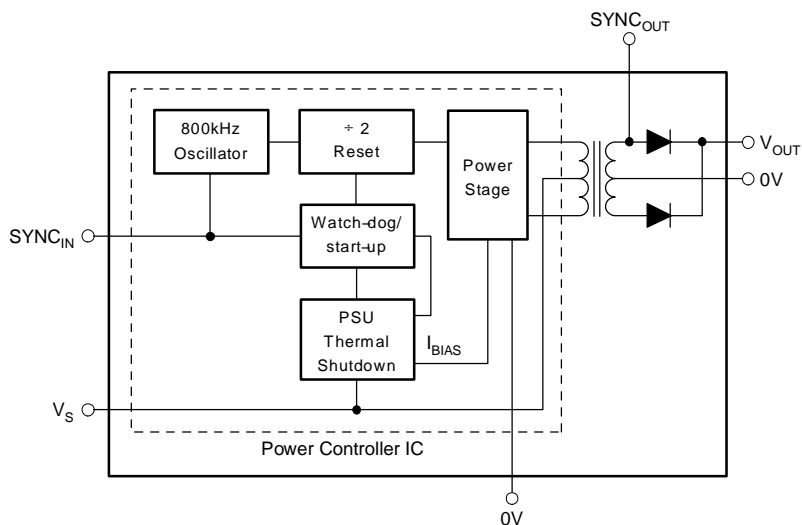 SYNCOUT
800kHz
Oscillator
÷ 2
Reset
Power
Stage
VOUT
0V
SYNCIN
Watch-dog/
start-up
PSU
Thermal
Shutdown
IBIAS
VS
Power Controller IC
0V